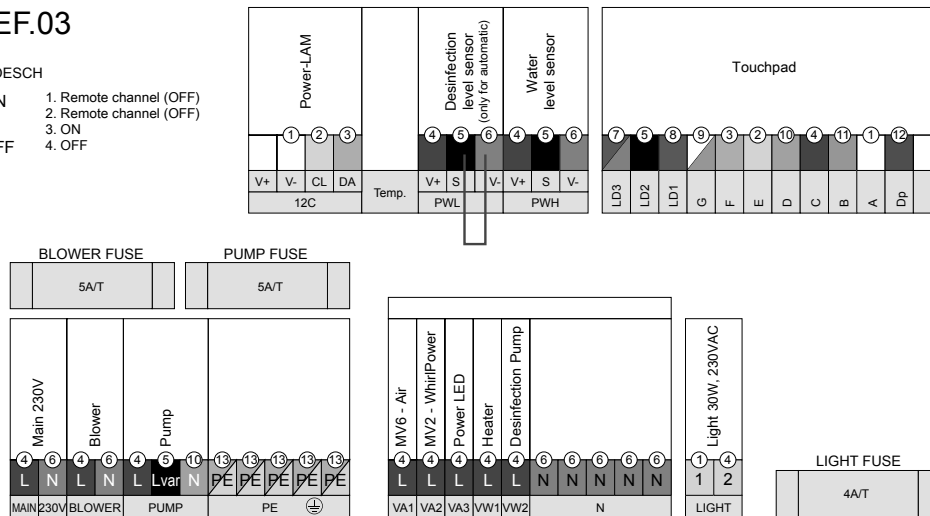 EF.03
DESCH
N
FF
1. Remote channel (OFF)
2. Remote channel (OFF)
3. ON
4. OFF
Power-LAM
Desinfection
level sensor
(only for automatic)
Water
level sensor
Touchpad
1 2 3 4 5 6 4 5 6 7 5 8 9 3 2 10 4 11 1 12
V+ V- CL DA Temp. V+ S V- V+ S V- LD3 LD2 LD1 G F E D C B A Dp
12C PWL PWH
BLOWER FUSE
5A/T
PUMP FUSE
5A/T
Main 230V
Blower
Pump
4 6 4 6 4 5 10 13 13 13 13 13
L N L N L Lvar N PE PE PE PE PE
MAIN 230V BLOWER PUMP PE
MV6 - Air
MV2 - WhirlPower
Power LED
Heater
Desinfection Pump
4 4 4 4 4 6 6 6 6 6
L L L L L N N N N N
VA1 VA2 VA3 VW1 VW2 N
Light 30W, 230VAC
1 4
1 2
LIGHT
LIGHT FUSE
4A/T